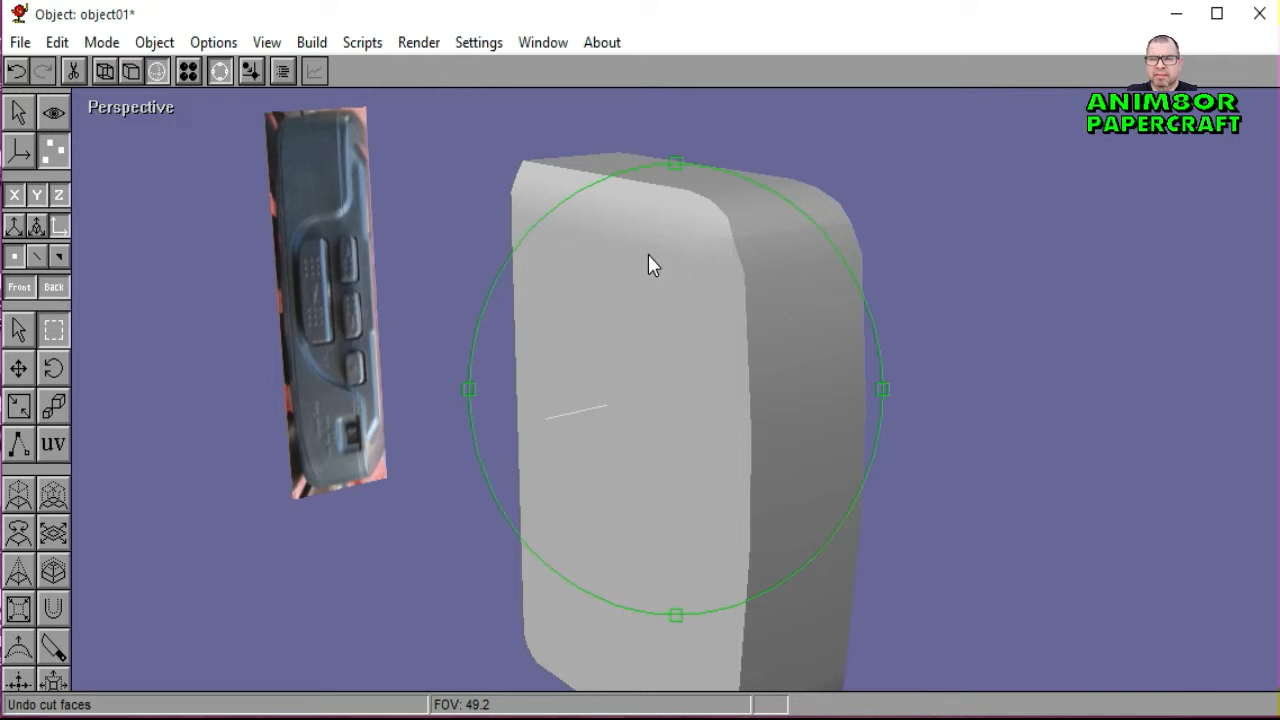 Object: object01*
File Edit Mode Object Options View Build Scripts Render Settings Window About
ANIM8OR
PAPERCRAFT
Perspective
X Y Z
Front Back
uv
Undo cut faces
FOV: 49.2